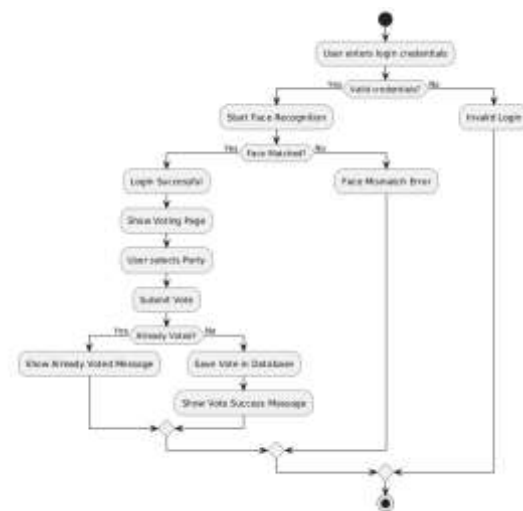 User enters login credentials
Yes
Valid credentials?
No
Start Face Recognition
Invalid Login
Yes
Face Matched?
No
Login Successful
Face Mismatch Error
Show Voting Page
User selects Party
Submit Vote
Yes
Already Voted?
No
Show Already Voted Message
Save Vote in Database
Show Vote Success Message